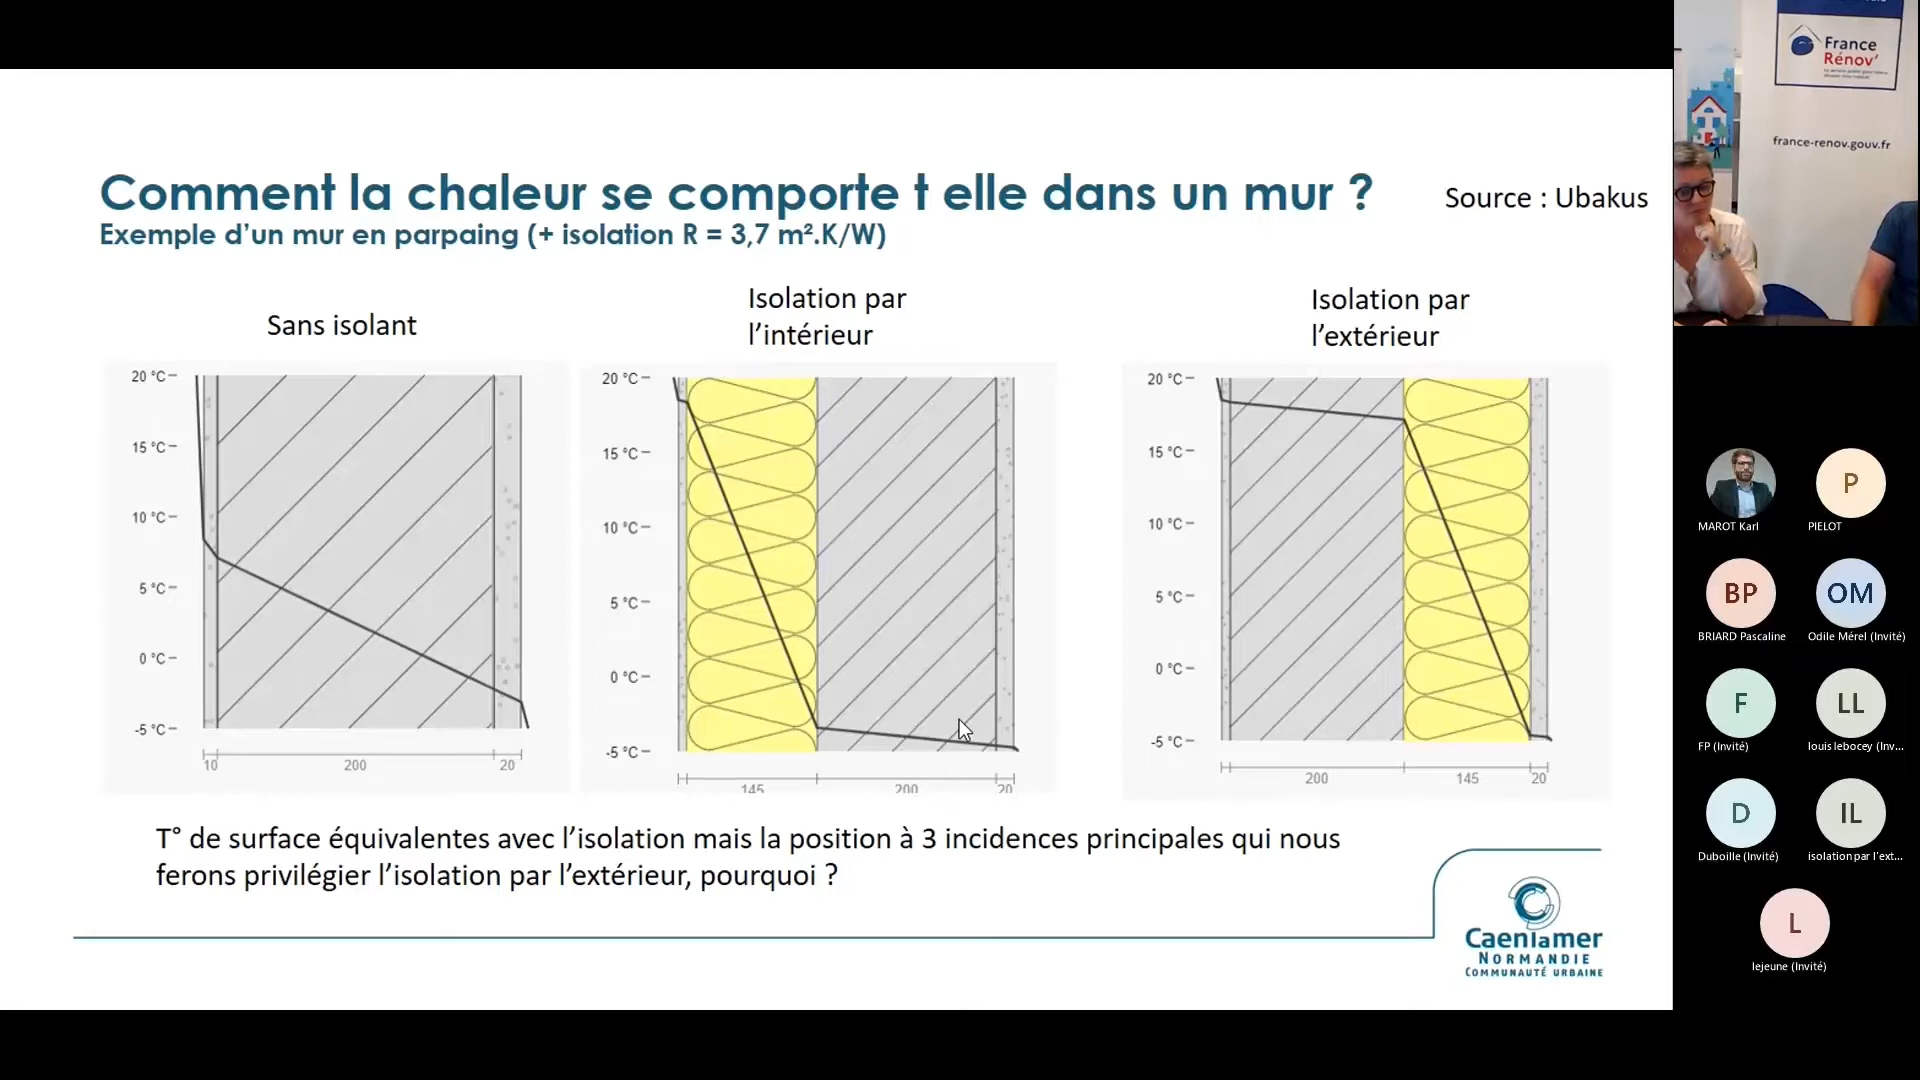 Comment la chaleur se comporte t elle dans un mur ?
Source : Ubakus
Exemple d'un mur en parpaing (+ isolation R = 3,7 m².K/W)
Sans isolant
Isolation par
l'intérieur
Isolation par
l'extérieur
20 °C
15 °C
10 °C
5 °C
0 °C
-5 °C
10 200 20
20 °C
15 °C
10 °C
5 °C
0 °C
-5 °C
145 200 20
20 °C
15 °C
10 °C
5 °C
0 °C
-5 °C
200 145 20
T° de surface équivalentes avec l'isolation mais la position à 3 incidences principales qui nous
ferons privilégier l'isolation par l'extérieur, pourquoi ?
Caenlamer
NORMANDIE
COMMUNAUTÉ URBAINE
France
Rénov'
france-renov.gouv.fr
P
MAROT Karl
PIELOT
BP
OM
BRIARD Pascaline
Odile Mérel (Invité)
F
LL
FP (Invité)
louis lebocey (Inv...
D
IL
Duboille (Invité)
isolation par l'ext...
L
lejeune (Invité)